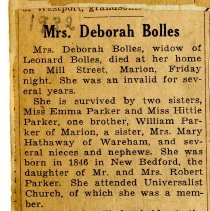 of Westport, grandson
1922
Mrs. Deborah Bolles
Mrs. Deborah Bolles, widow of
Leonard Bolles, died at her home
on Mill Street, Marion, Friday
night. She was an invalid for sev-
eral years.
She is survived by two sisters,
Miss Emma Parker and Miss Hittie
Parker, one brother, William Par-
ker of Marion, a sister, Mrs. Mary
Hathaway of Wareham, and sev-
eral nieces and nephews. She was
born in 1846 in New Bedford, the
daughter of Mr. and Mrs. Robert
Parker. She attended Universalist
Church, of which she was a mem-
ber.